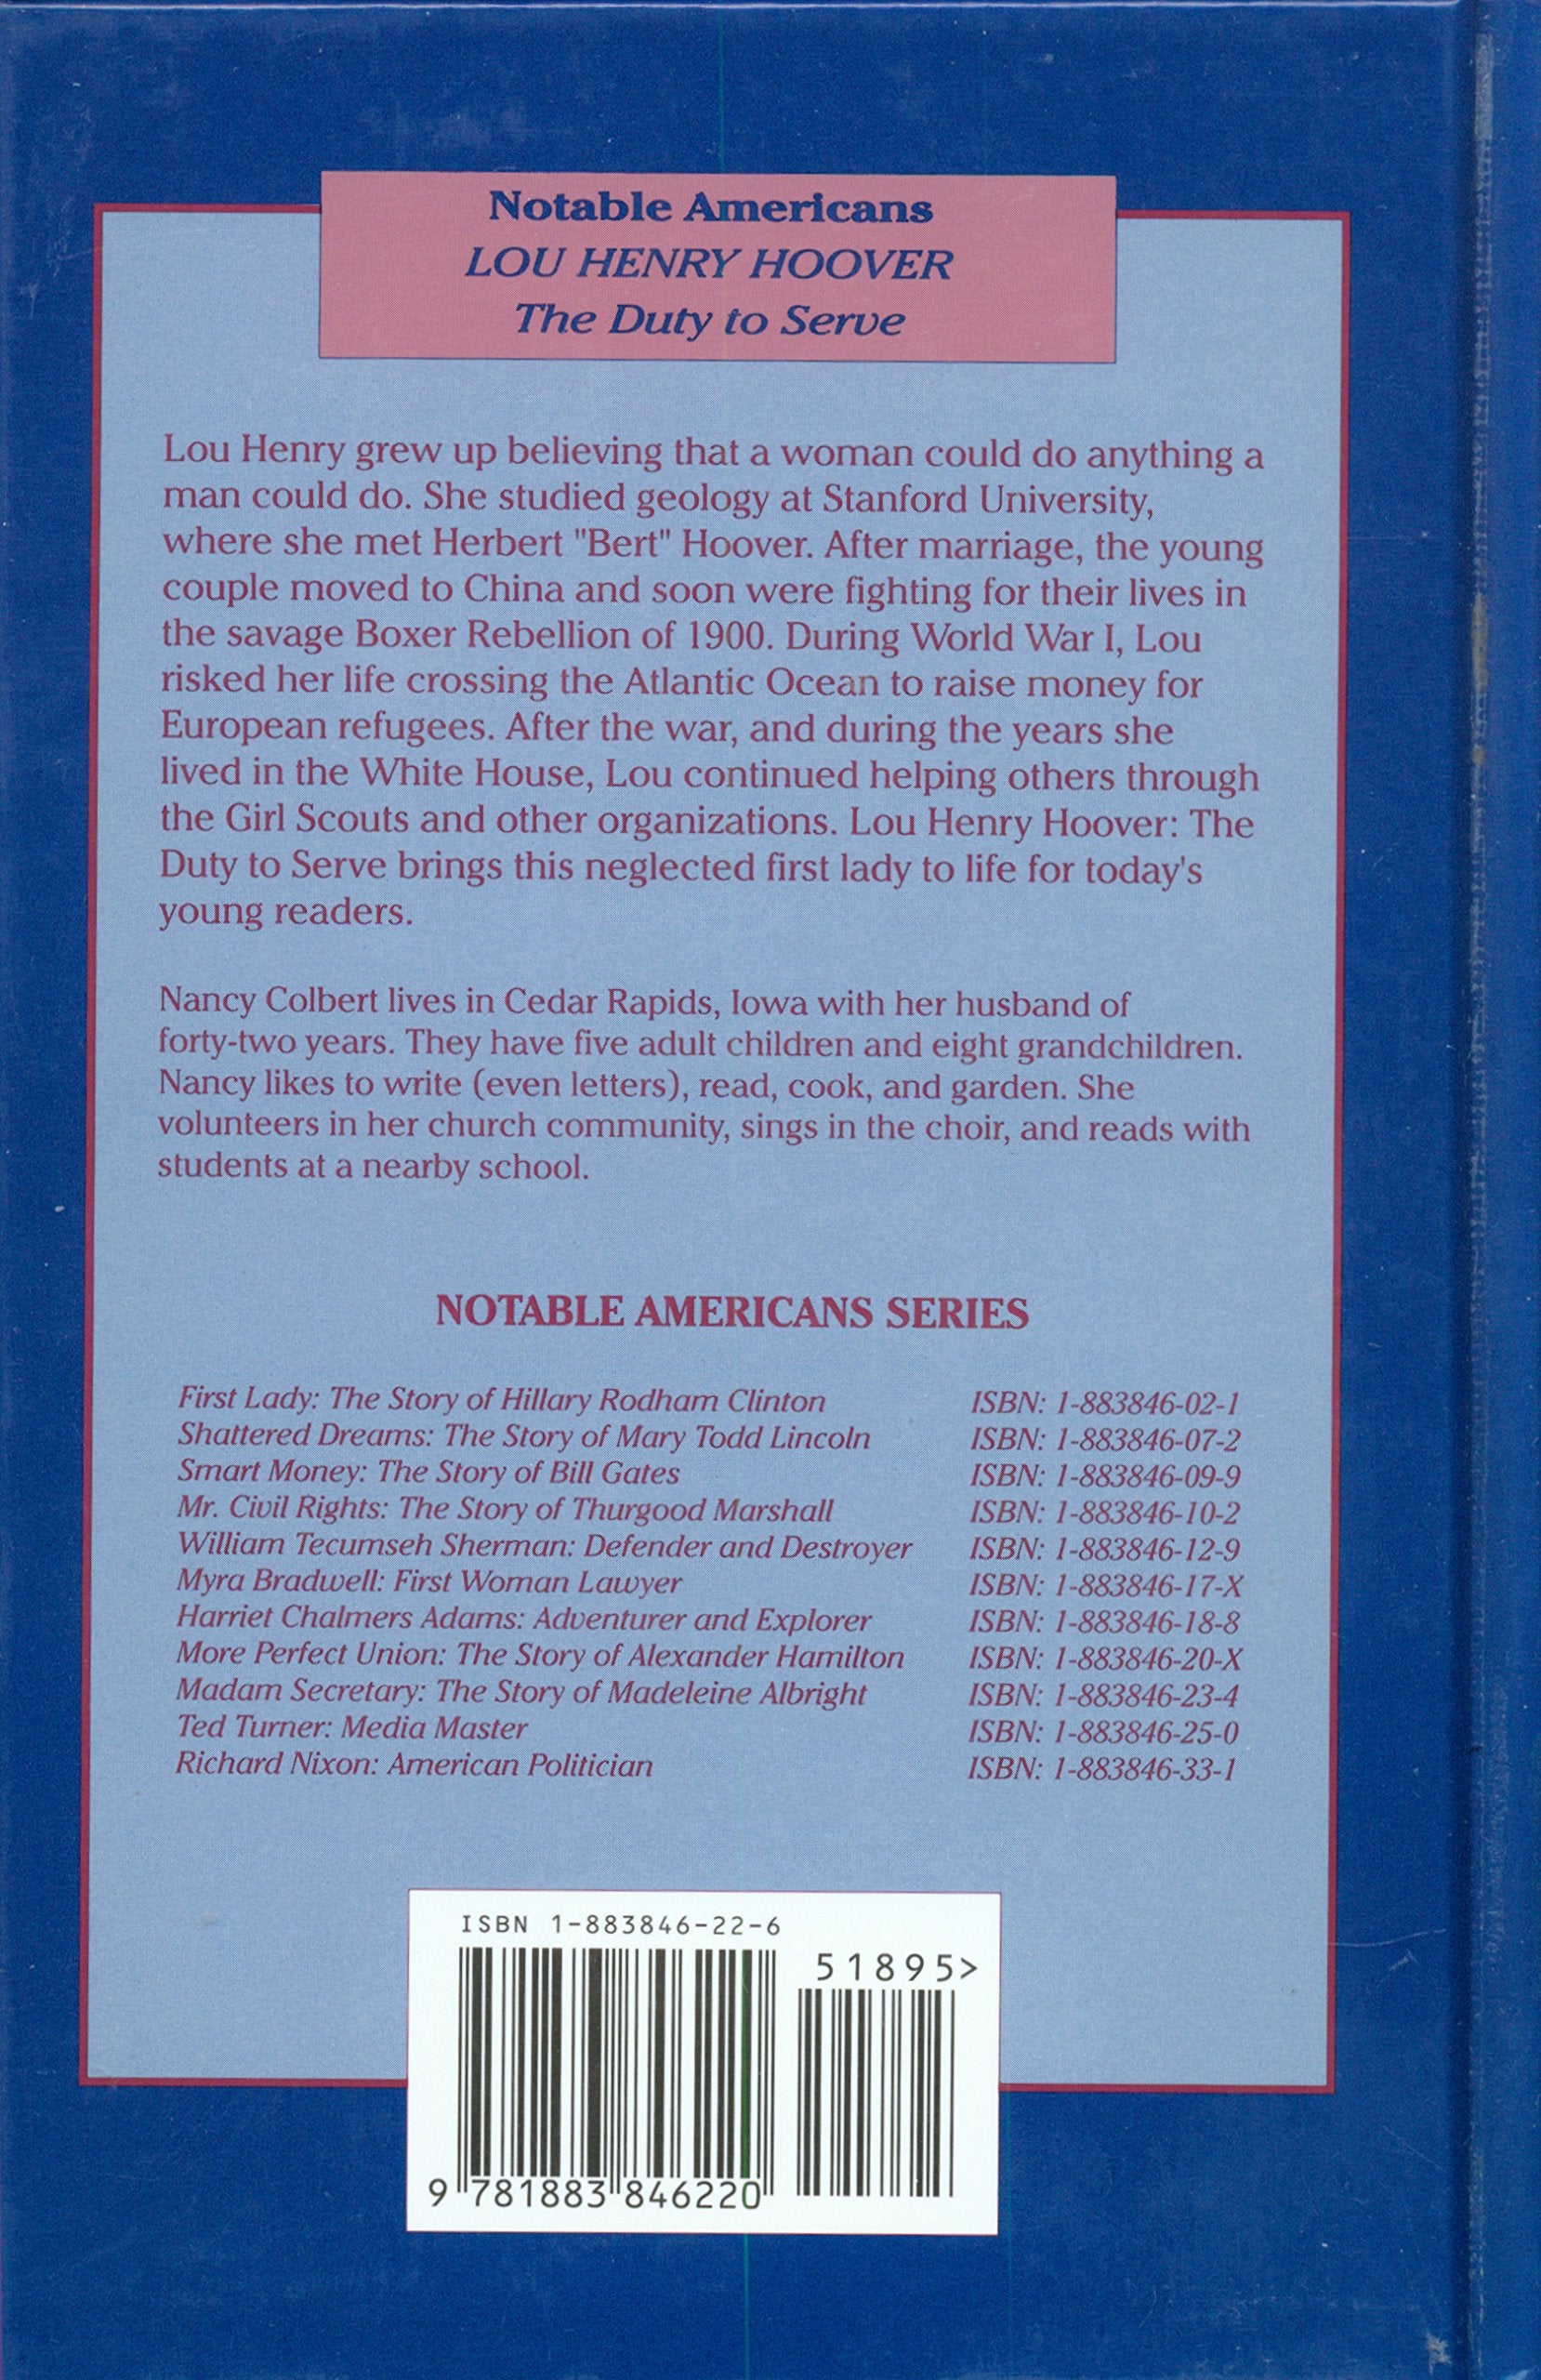 Notable Americans
LOU HENRY HOOVER
The Duty to Serve
Lou Henry grew up believing that a woman could do anything a
man could do. She studied geology at Stanford University,
where she met Herbert "Bert" Hoover. After marriage, the young
couple moved to China and soon were fighting for their lives in
the savage Boxer Rebellion of 1900. During World War I, Lou
risked her life crossing the Atlantic Ocean to raise money for
European refugees. After the war, and during the years she
lived in the White House, Lou continued helping others through
the Girl Scouts and other organizations. Lou Henry Hoover: The
Duty to Serve brings this neglected first lady to life for today's
young readers.
Nancy Colbert lives in Cedar Rapids, Iowa with her husband of
forty-two years. They have five adult children and eight grandchildren.
Nancy likes to write (even letters), read, cook, and garden. She
volunteers in her church community, sings in the choir, and reads with
students at a nearby school.
NOTABLE AMERICANS SERIES
First Lady: The Story of Hillary Rodham Clinton ISBN: 1-883846-02-1
Shattered Dreams: The Story of Mary Todd Lincoln ISBN: 1-883846-07-2
Smart Money: The Story of Bill Gates ISBN: 1-883846-09-9
Mr. Civil Rights: The Story of Thurgood Marshall ISBN: 1-883846-10-2
William Tecumseh Sherman: Defender and Destroyer ISBN: 1-883846-12-9
Myra Bradwell: First Woman Lawyer ISBN: 1-883846-17-X
Harriet Chalmers Adams: Adventurer and Explorer ISBN: 1-883846-18-8
More Perfect Union: The Story of Alexander Hamilton ISBN: 1-883846-20-X
Madam Secretary: The Story of Madeleine Albright ISBN: 1-883846-23-4
Ted Turner: Media Master ISBN: 1-883846-25-0
Richard Nixon: American Politician ISBN: 1-883846-33-1
ISBN 1-883846-22-6
51895>
9 781883 846220